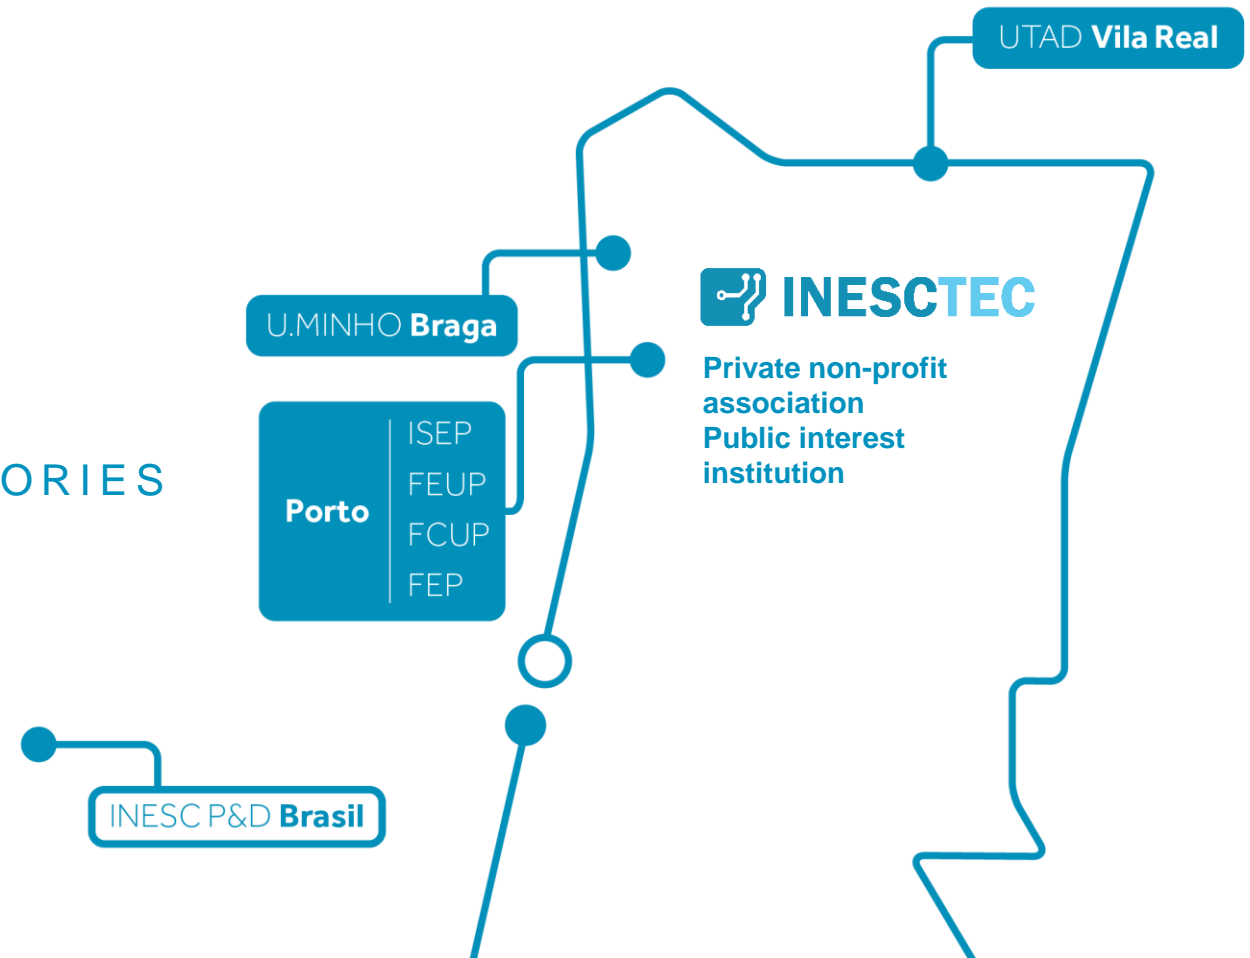 UTAD Vila Real
INESCTEC
U.MINHO Braga
Private non-profit
association
Public interest
institution
ORIES
Porto
ISEP
FEUP
FCUP
FEP
INESC P&D Brasil